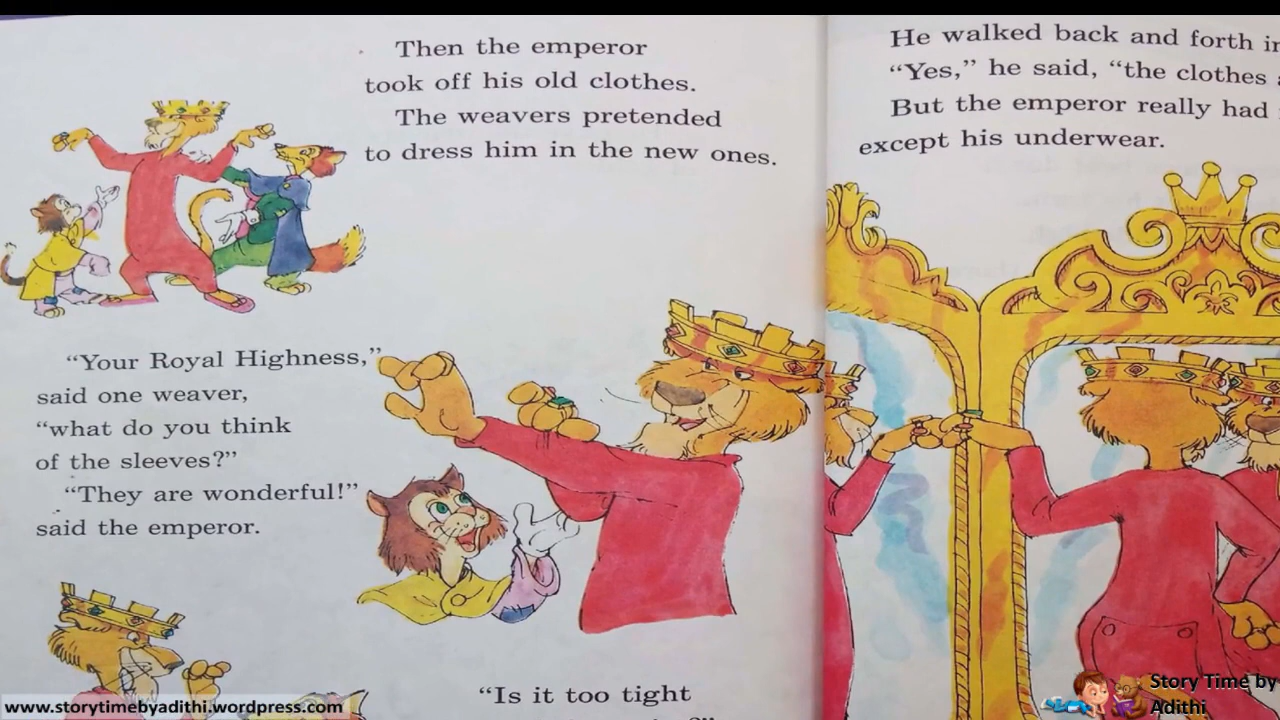 Then the emperor
took off his old clothes.
The weavers pretended
to dress him in the new ones.
"Your Royal Highness,"
said one weaver,
"what do you think
of the sleeves?"
"They are wonderful!"
said the emperor.
"Is it too tight
He walked back and forth
"Yes," he said, "the clothes
But the emperor really had
except his underwear.
www.storytimebyadithi.wordpress.com
Story Time by
Adithi